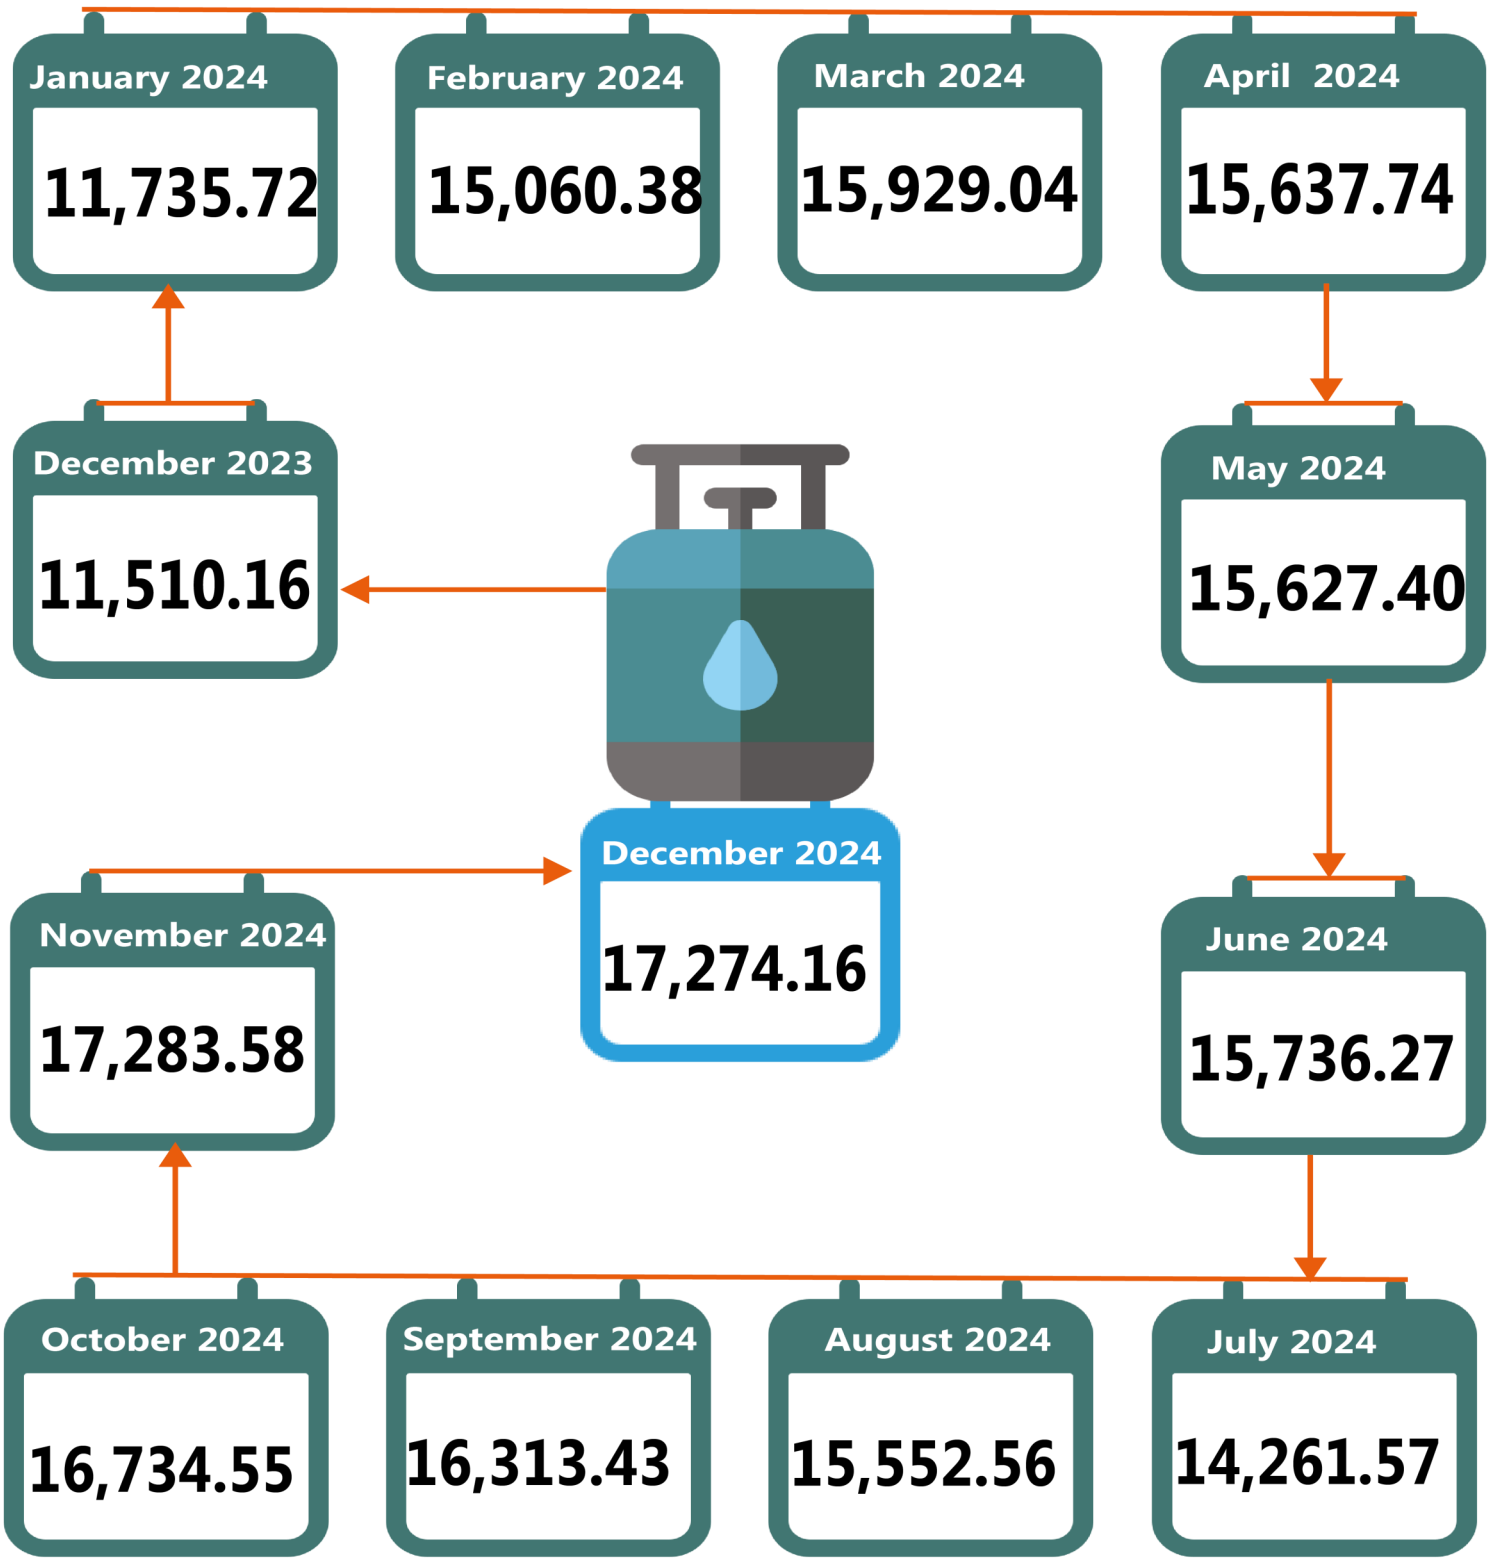 January 2024
11,735.72
February 2024
15,060.38
March 2024
15,929.04
April 2024
15,637.74
December 2023
11,510.16
May 2024
15,627.40
December 2024
17,274.16
November 2024
17,283.58
June 2024
15,736.27
October 2024
16,734.55
September 2024
16,313.43
August 2024
15,552.56
July 2024
14,261.57